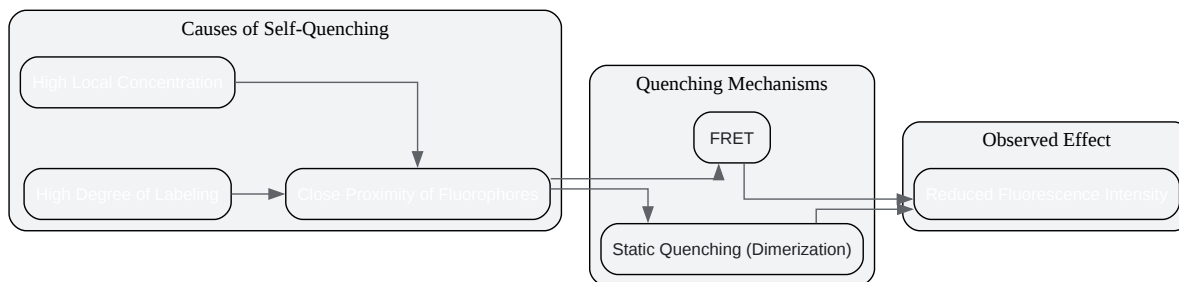 Causes of Self-Quenching
High Local Concentration
High Degree of Labeling
Close Proximity of Fluorophores
Quenching Mechanisms
FRET
Static Quenching (Dimerization)
Observed Effect
Reduced Fluorescence Intensity